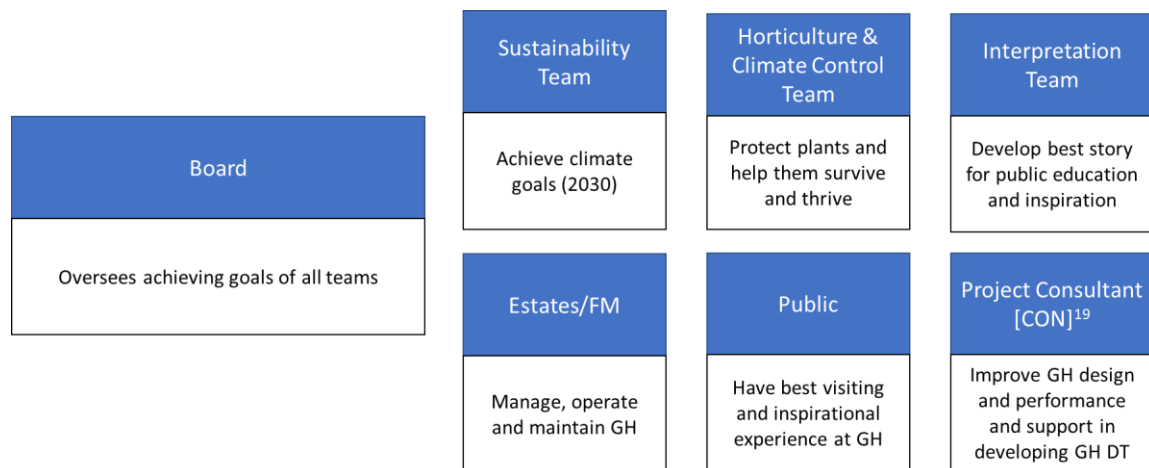 Board
Oversees achieving goals of all teams
Sustainability
Team
Achieve climate
goals (2030)
Horticulture &
Climate Control
Team
Protect plants and
help them survive
and thrive
Interpretation
Team
Develop best story
for public education
and inspiration
Estates/FM
Manage, operate
and maintain GH
Public
Have best visiting
and inspirational
experience at GH
Project Consultant
[CON]¹⁹
Improve GH design
and performance
and support in
developing GH DT